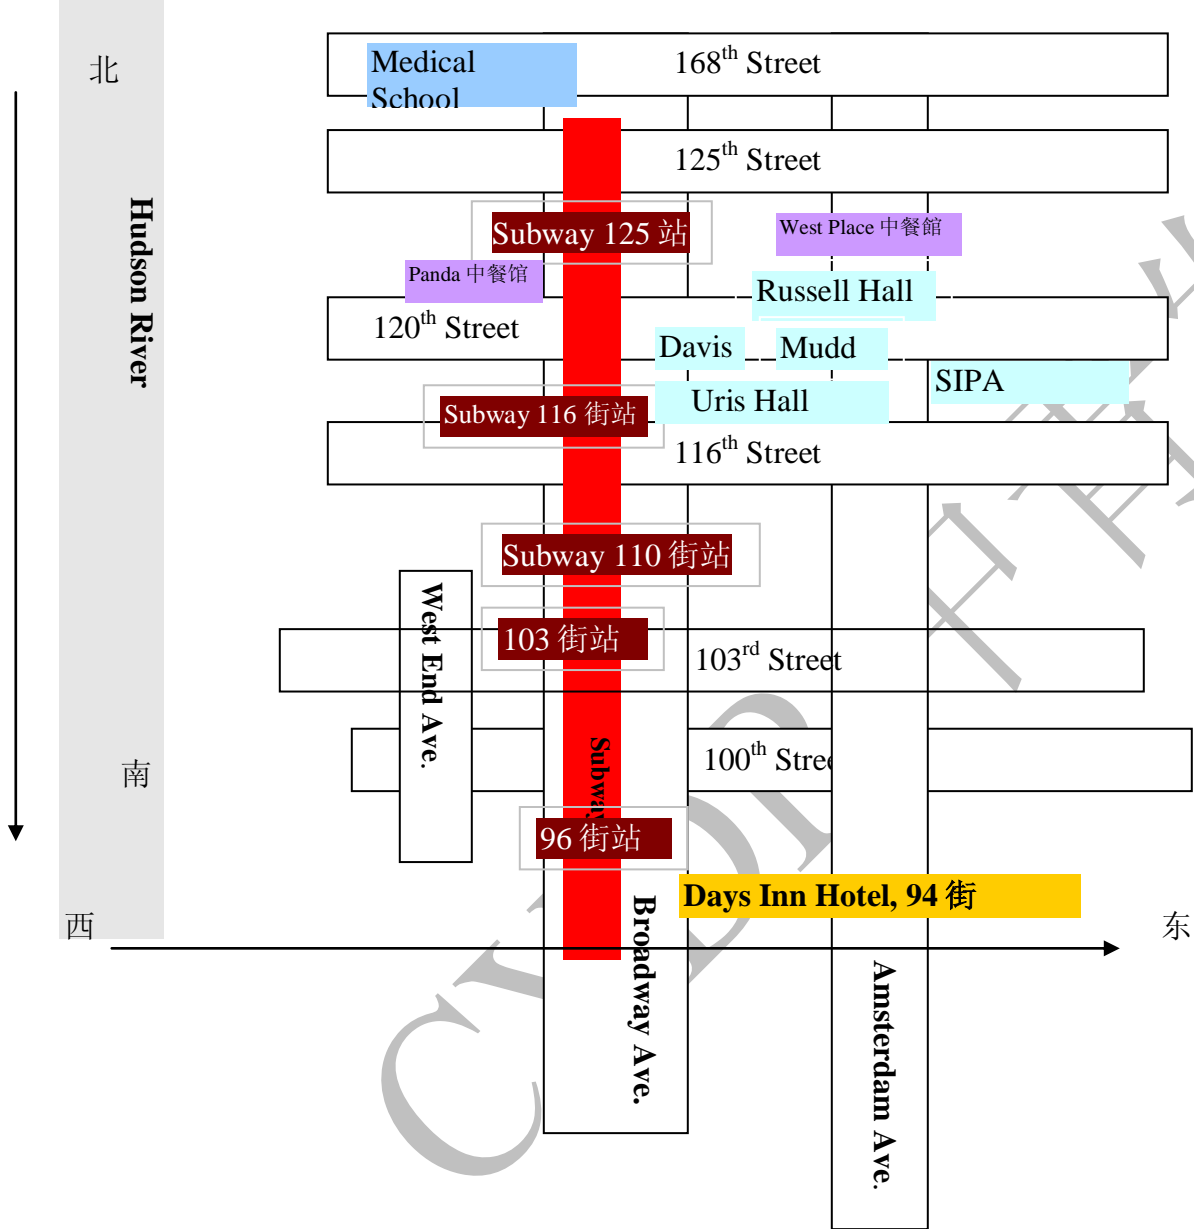 北
Medical
School
168th Street
125th Street
Hudson River
Subway 125 站
West Place 中餐館
Panda 中餐馆
Russell Hall
120th Street
Davis
Mudd
SIPA
Uris Hall
Subway 116 街站
116th Street
Subway 110 街站
West End Ave.
103 街站
103rd Street
Subway
100th Stree
南
96 街站
Days Inn Hotel, 94 街
西
东
Broadway Ave.
Amsterdam Ave.